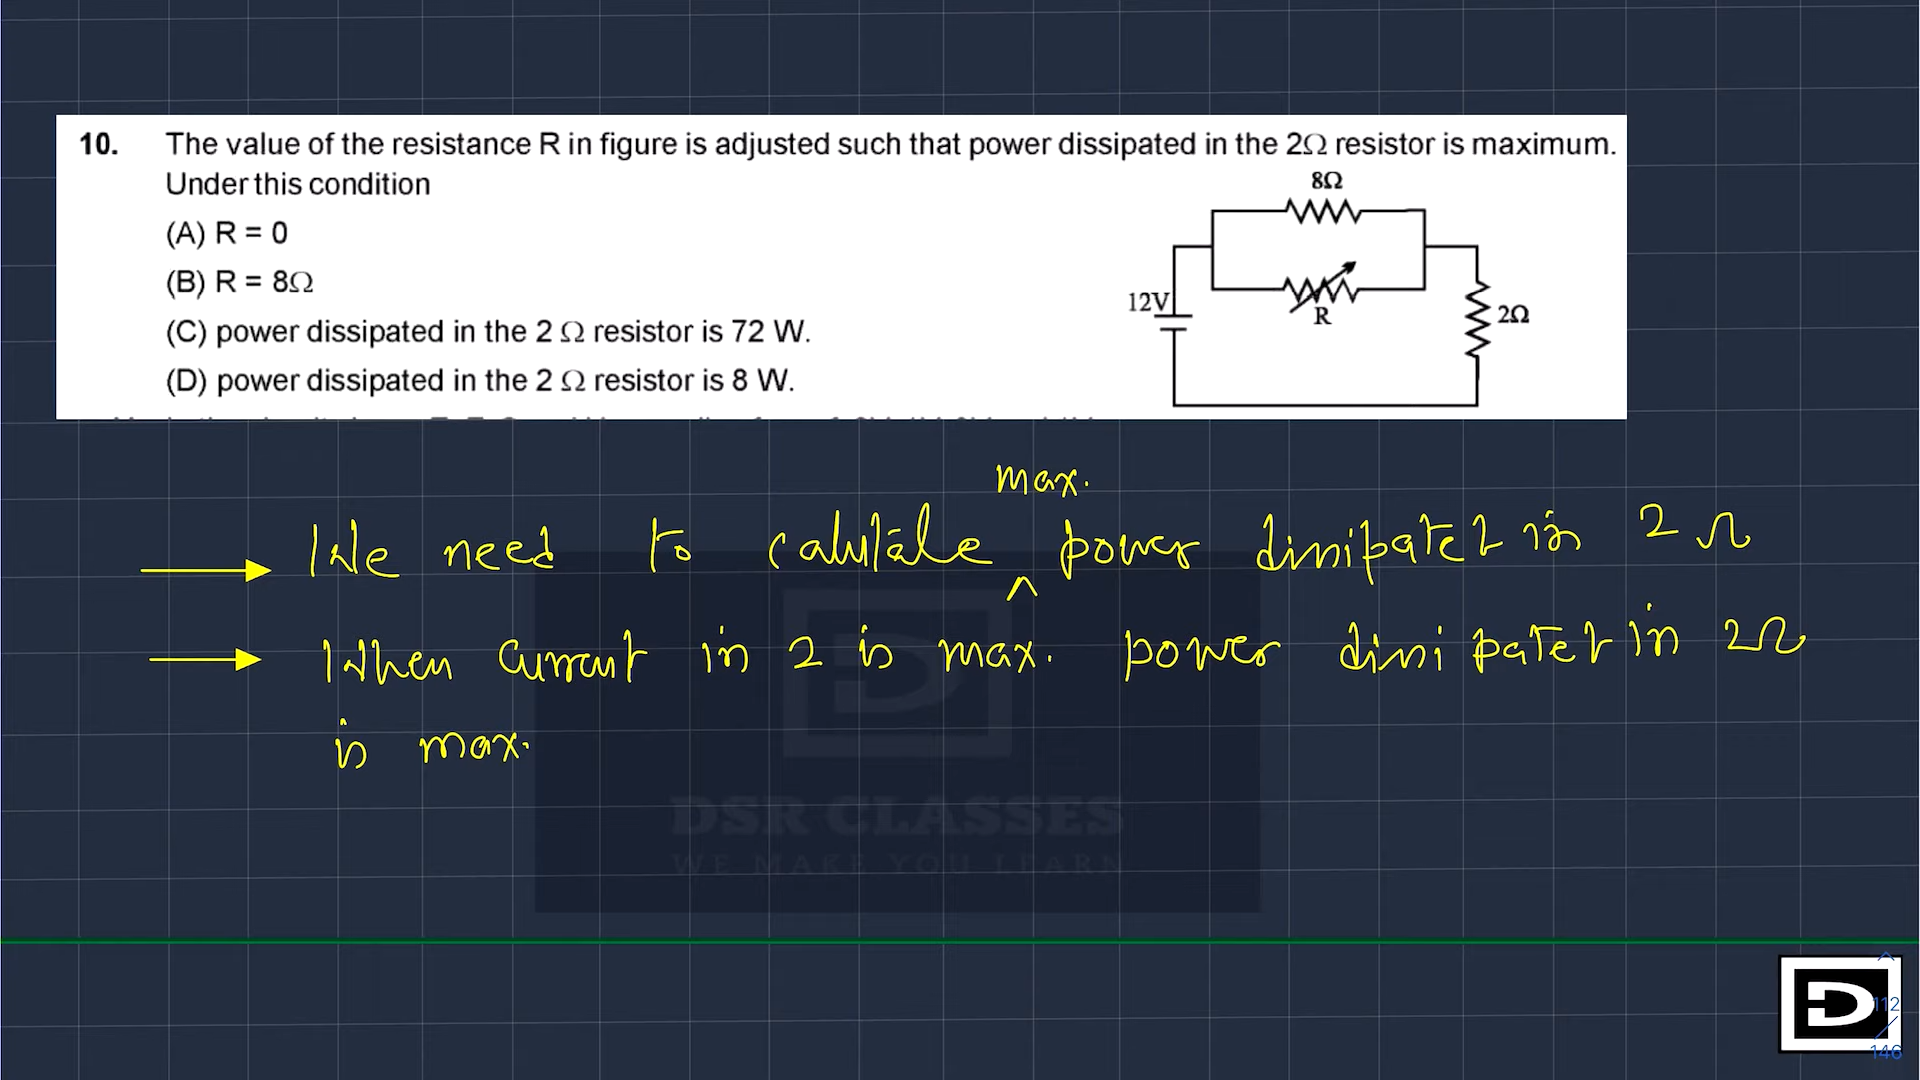 10. The value of the resistance R in figure is adjusted such that power dissipated in the 2Ω resistor is maximum.
Under this condition
(A) R = 0
(B) R = 8Ω
(C) power dissipated in the 2 Ω resistor is 72 W.
(D) power dissipated in the 2 Ω resistor is 8 W.
8Ω
12V
R
2Ω
max.
We need to calulate ^ power dissipated in 2 Ω
When current in 2 is max. power dissipated in 2Ω
is max.
DSR CLASSES
WE MAKE YOU LEARN
D
112
146